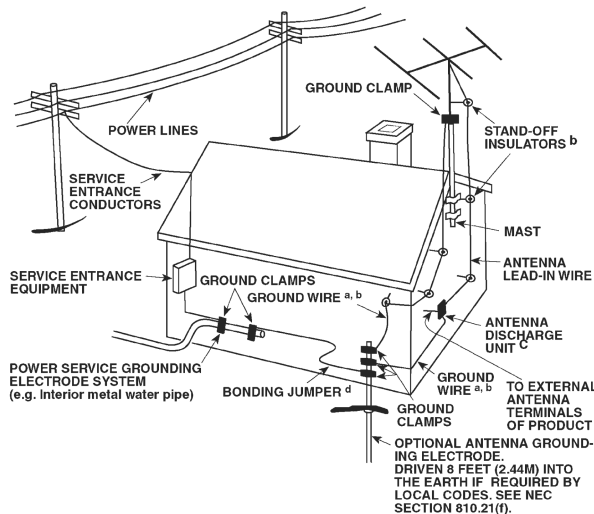 GROUND CLAMP
POWER LINES
STAND-OFF
INSULATORS b
SERVICE
ENTRANCE
CONDUCTORS
MAST
ANTENNA
LEAD-IN WIRE
SERVICE ENTRANCE
EQUIPMENT
GROUND CLAMPS
GROUND WIRE a, b
ANTENNA
DISCHARGE
UNIT C
POWER SERVICE GROUNDING
ELECTRODE SYSTEM
(e.g. Interior metal water pipe)
BONDING JUMPER d
GROUND
WIRE a, b
GROUND
CLAMPS
TO EXTERNAL
ANTENNA
TERMINALS
OF PRODUCT
OPTIONAL ANTENNA GROUND-
ING ELECTRODE.
DRIVEN 8 FEET (2.44M) INTO
THE EARTH IF REQUIRED BY
LOCAL CODES. SEE NEC
SECTION 810.21(f).